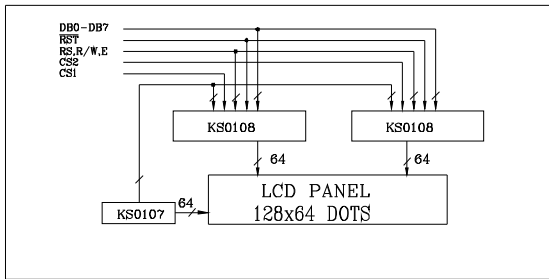 DB0-DB7
RST
RS,R/W,E
CS2
CS1
KS0108
KS0108
64
64
LCD PANEL
128x64 DOTS
64
KS0107